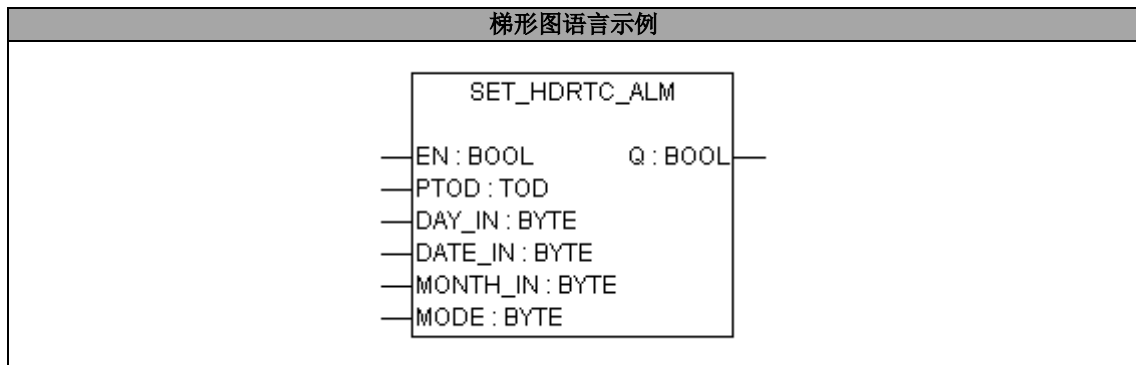 梯形图语言示例
SET_HDRTC_ALM
EN : BOOL Q : BOOL
PTOD : TOD
DAY_IN : BYTE
DATE_IN : BYTE
MONTH_IN : BYTE
MODE : BYTE